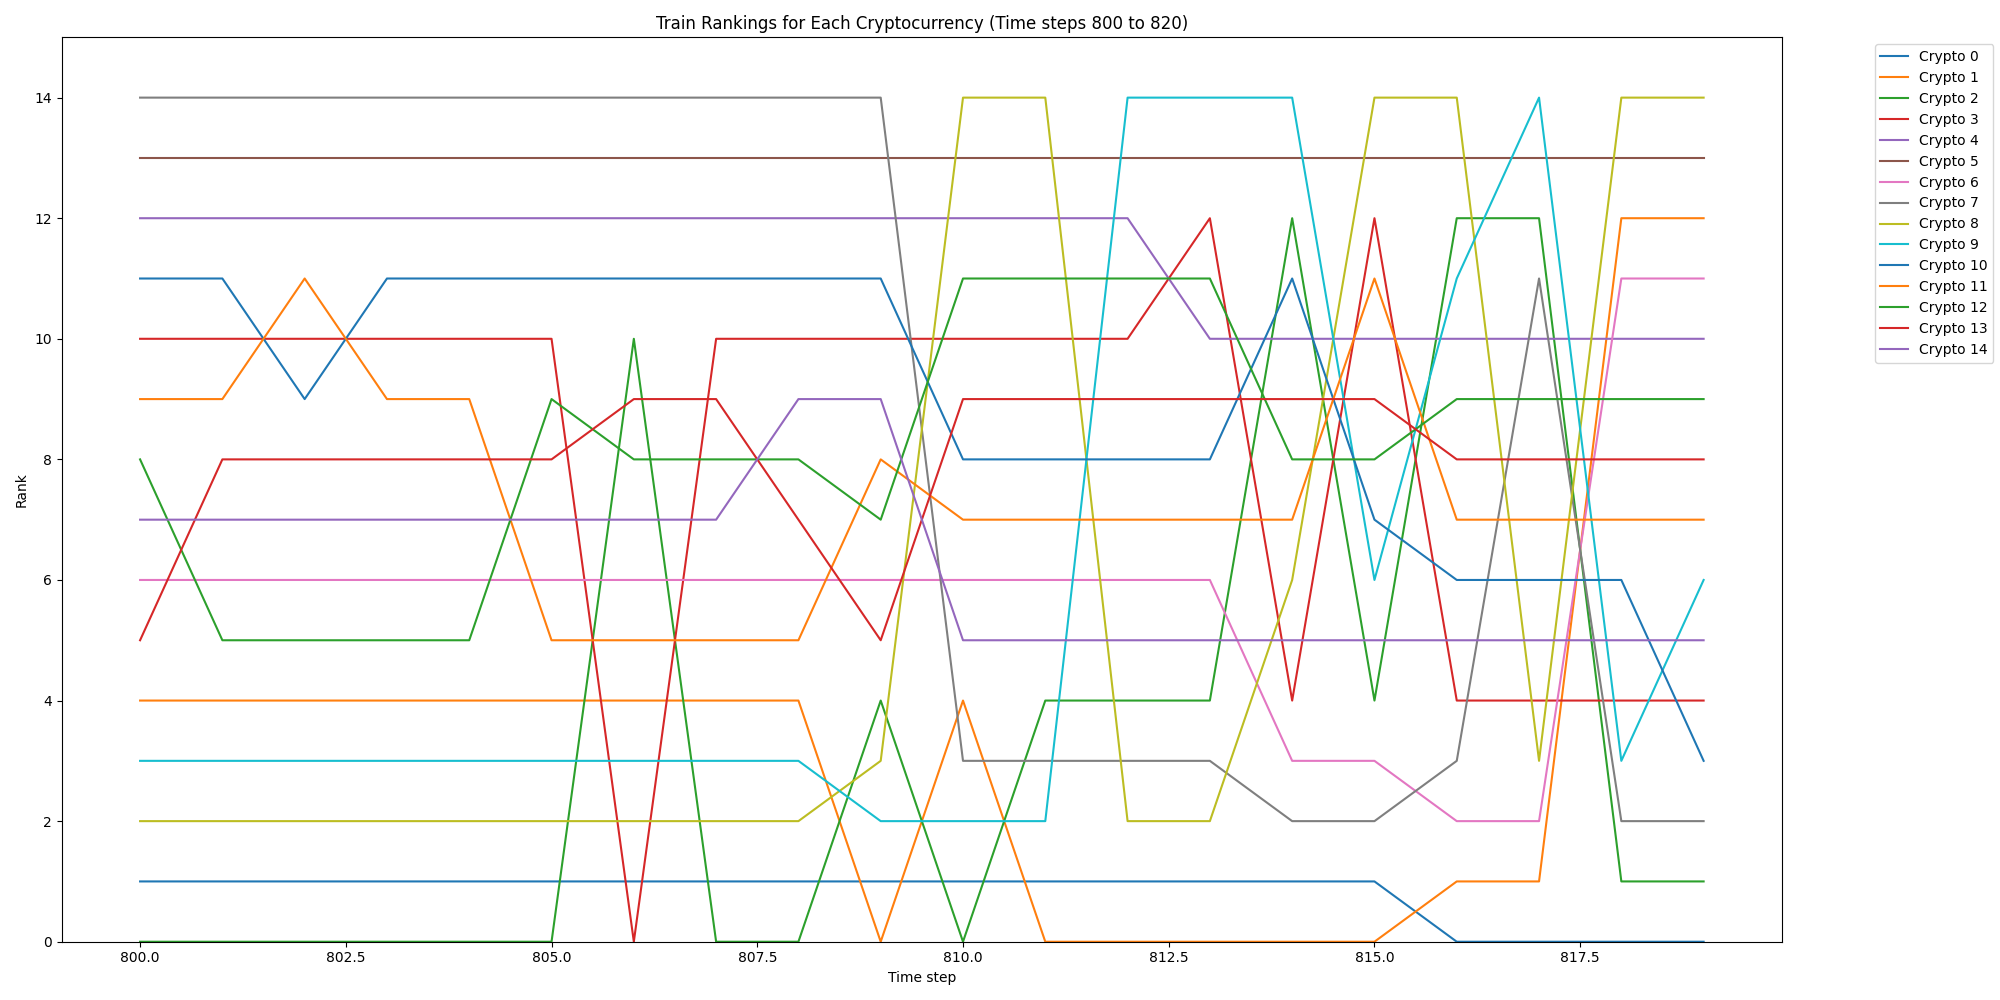 Train Rankings for Each Cryptocurrency (Time steps 800 to 820)
Crypto 0
Crypto 1
Crypto 2
Crypto 3
Crypto 4
Crypto 5
Crypto 6
Crypto 7
Crypto 8
Crypto 9
Crypto 10
Crypto 11
Crypto 12
Crypto 13
Crypto 14
Rank
14
12
10
8
6
4
2
0
800.0 802.5 805.0 807.5 810.0 812.5 815.0 817.5
Time step